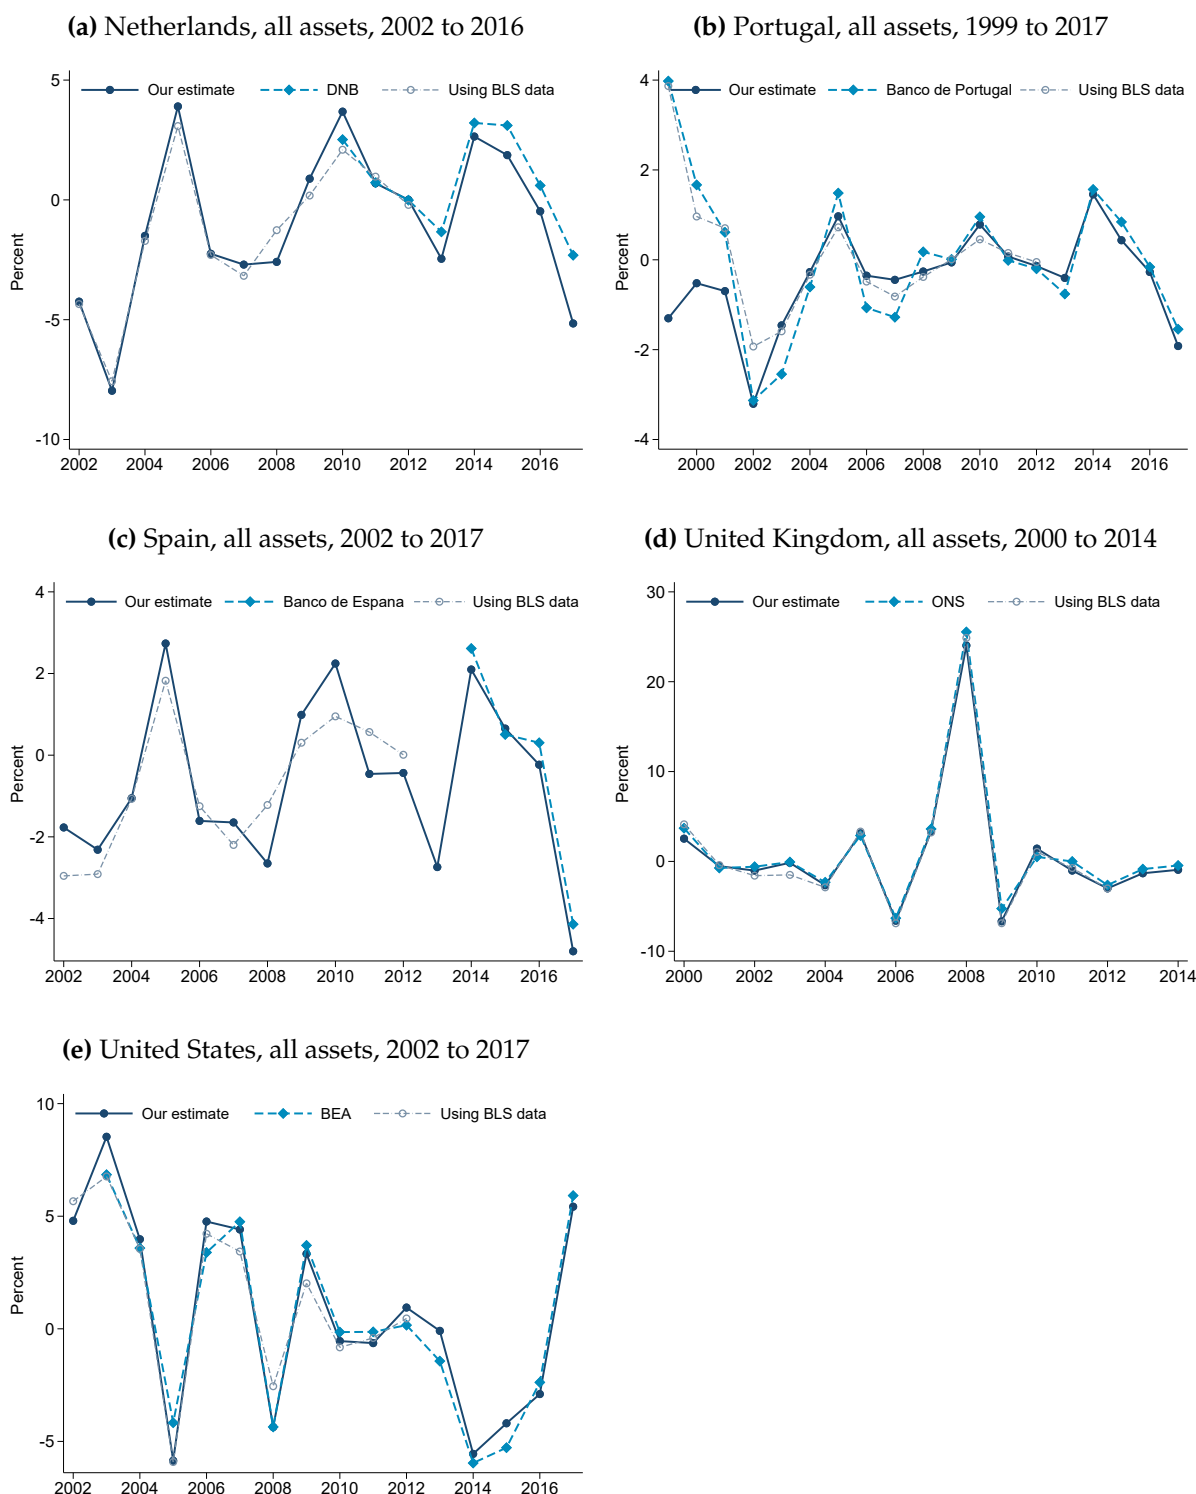 (a) Netherlands, all assets, 2002 to 2016
Our estimate DNB Using BLS data
Percent
5
0
-5
-10
2002 2004 2006 2008 2010 2012 2014 2016
(b) Portugal, all assets, 1999 to 2017
Our estimate Banco de Portugal Using BLS data
Percent
4
2
0
-2
-4
2000 2002 2004 2006 2008 2010 2012 2014 2016
(c) Spain, all assets, 2002 to 2017
Our estimate Banco de Espana Using BLS data
Percent
4
2
0
-2
-4
2002 2004 2006 2008 2010 2012 2014 2016
(d) United Kingdom, all assets, 2000 to 2014
Our estimate ONS Using BLS data
Percent
30
20
10
0
-10
2000 2002 2004 2006 2008 2010 2012 2014
(e) United States, all assets, 2002 to 2017
Our estimate BEA Using BLS data
Percent
10
5
0
-5
2002 2004 2006 2008 2010 2012 2014 2016